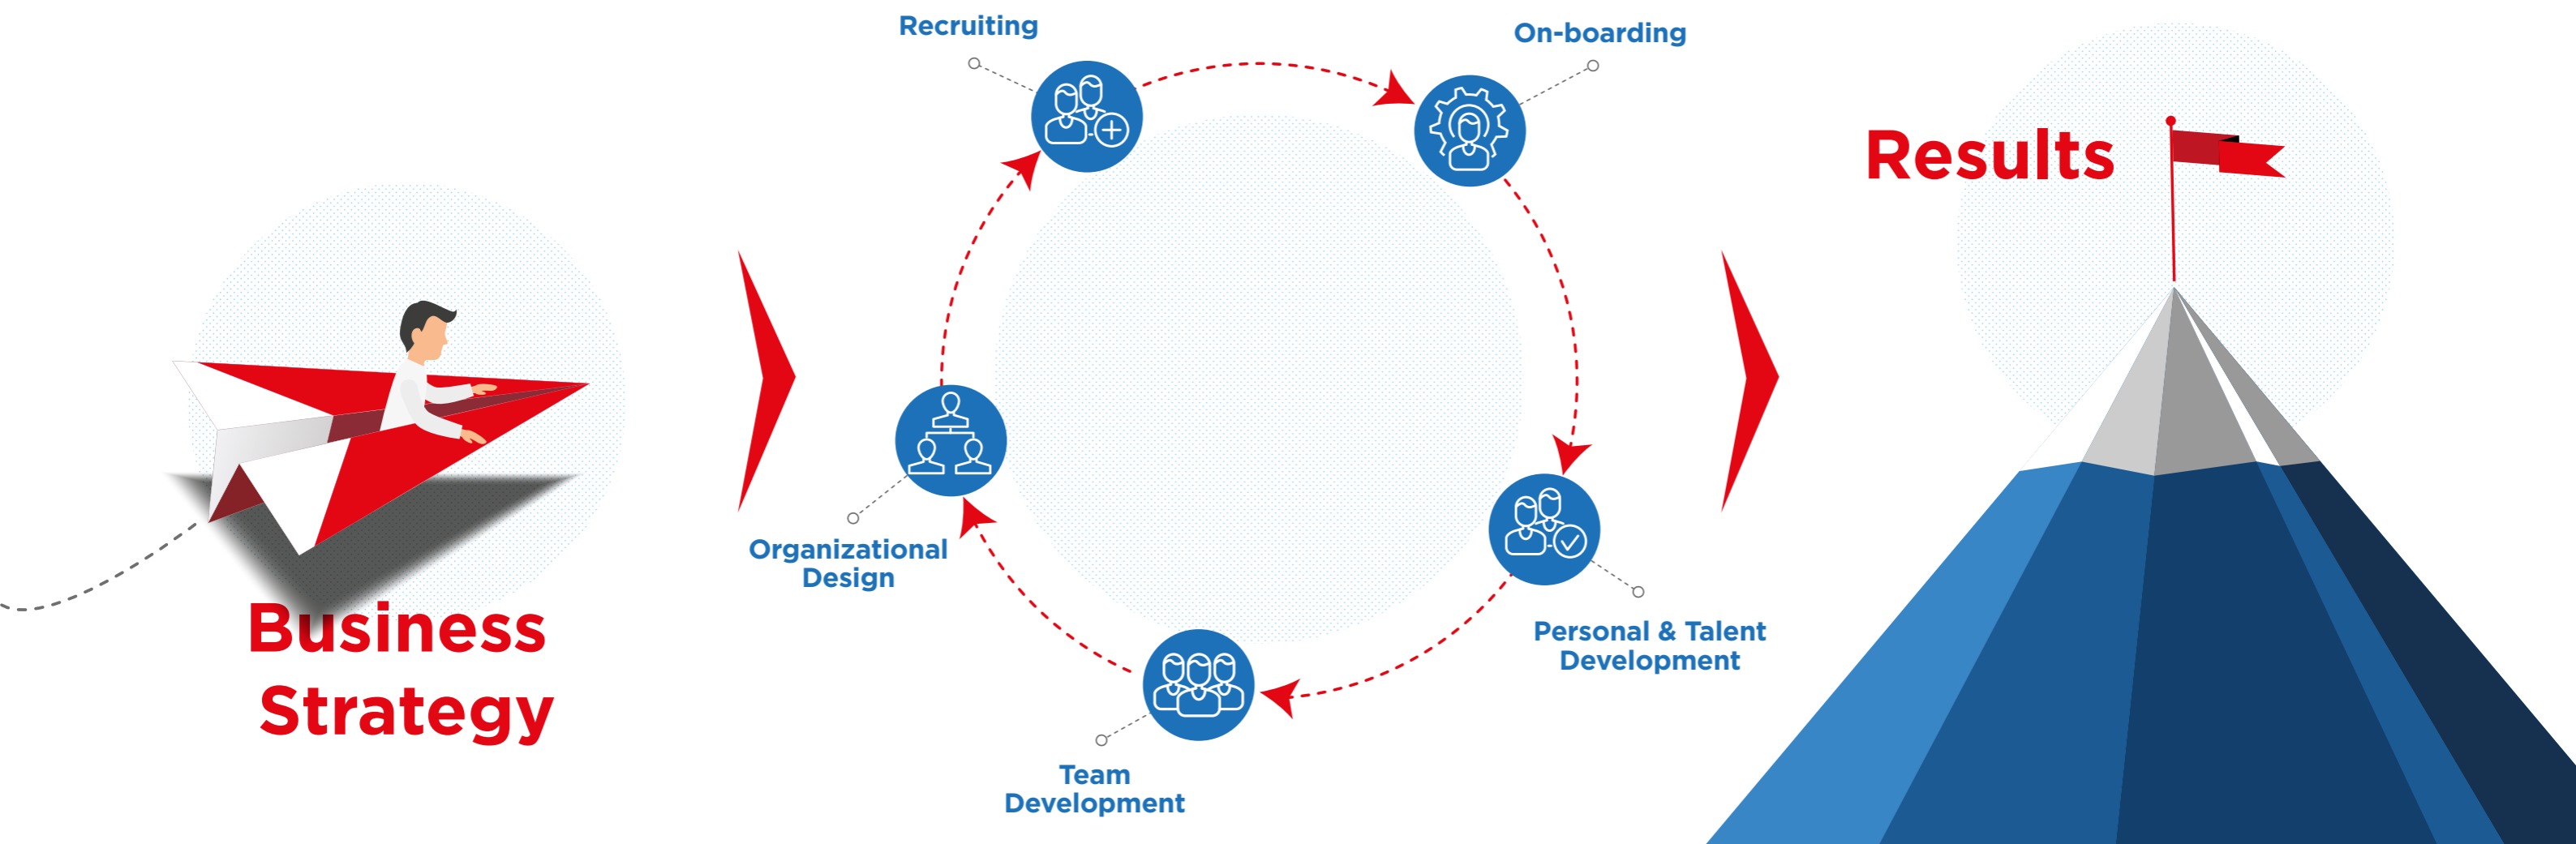 Business
Strategy
Recruiting
On-boarding
Personal & Talent
Development
Team
Development
Organizational
Design
Results